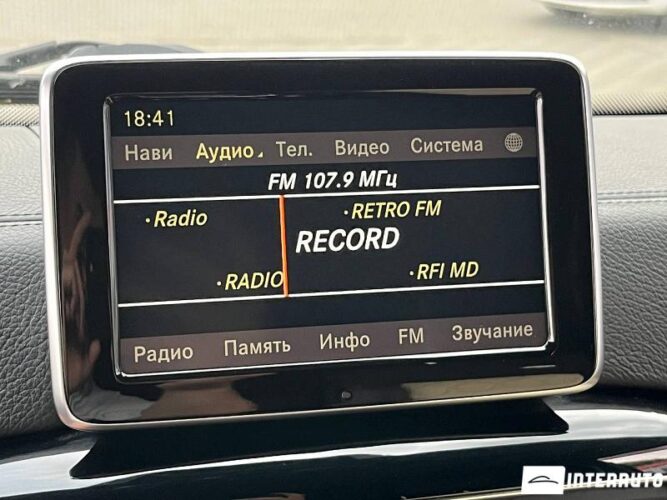 18:41
Нави Аудио Тел. Видео Система
FM 107.9 МГц
·Radio ·RETRO FM
RECORD
·RADIO ·RFI MD
Радио Память Инфо FM Звучание
INTERAUTO